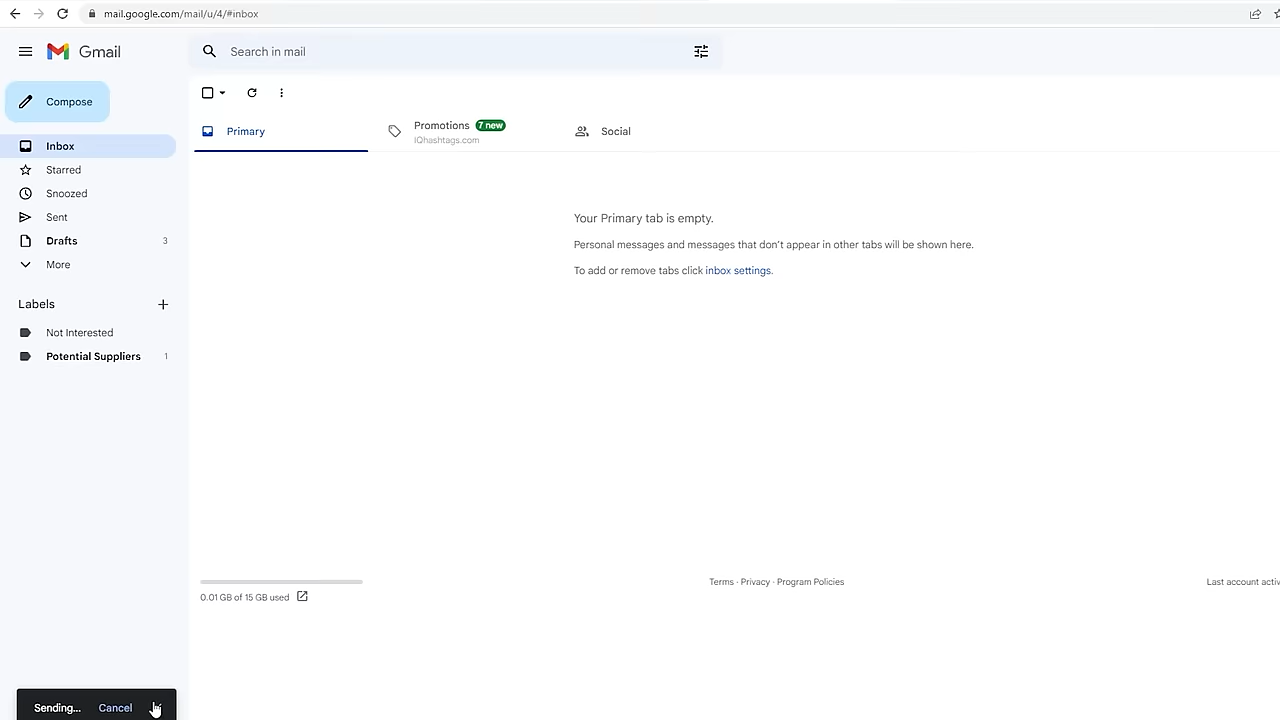 mail.google.com/mail/u/4/#inbox
Gmail
Search in mail
Compose
Inbox
Starred
Snoozed
Sent
Drafts 3
More
Labels
Not Interested
Potential Suppliers 1
Primary
Promotions 7 new
IQhashtags.com
Social
Your Primary tab is empty.
Personal messages and messages that don't appear in other tabs will be shown here.
To add or remove tabs click inbox settings.
0.01 GB of 15 GB used
Terms · Privacy · Program Policies
Last account activ
Sending... Cancel